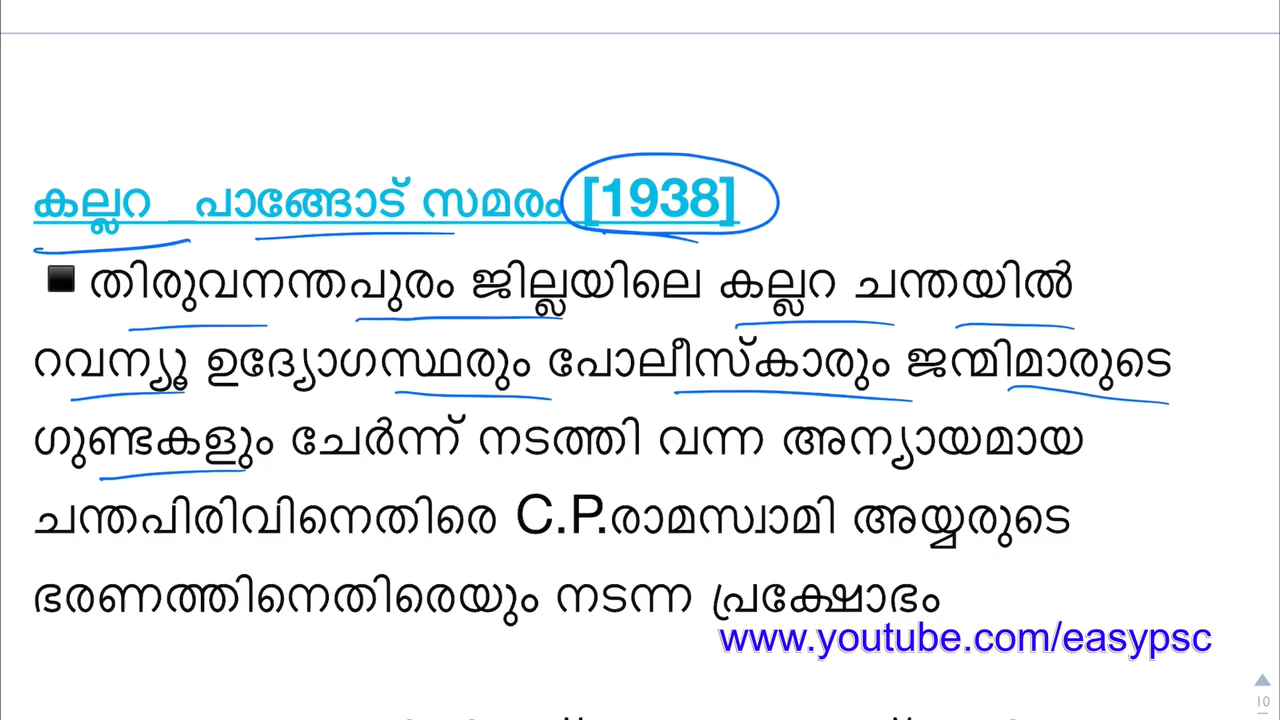 കല്ലറ പാങ്ങോട് സമരം [1938]
തിരുവനന്തപുരം ജില്ലയിലെ കല്ലറ ചന്തയിൽ
റവന്യൂ ഉദ്യോഗസ്ഥരും പോലീസ്കാരും ജന്മിമാരുടെ
ഗുണ്ടകളും ചേർന്ന് നടത്തി വന്ന അന്യായമായ
ചന്തപിരിവിനെതിരെ C.P.രാമസ്വാമി അയ്യരുടെ
ഭരണത്തിനെതിരെയും നടന്ന പ്രക്ഷോഭം
www.youtube.com/easypsc
10